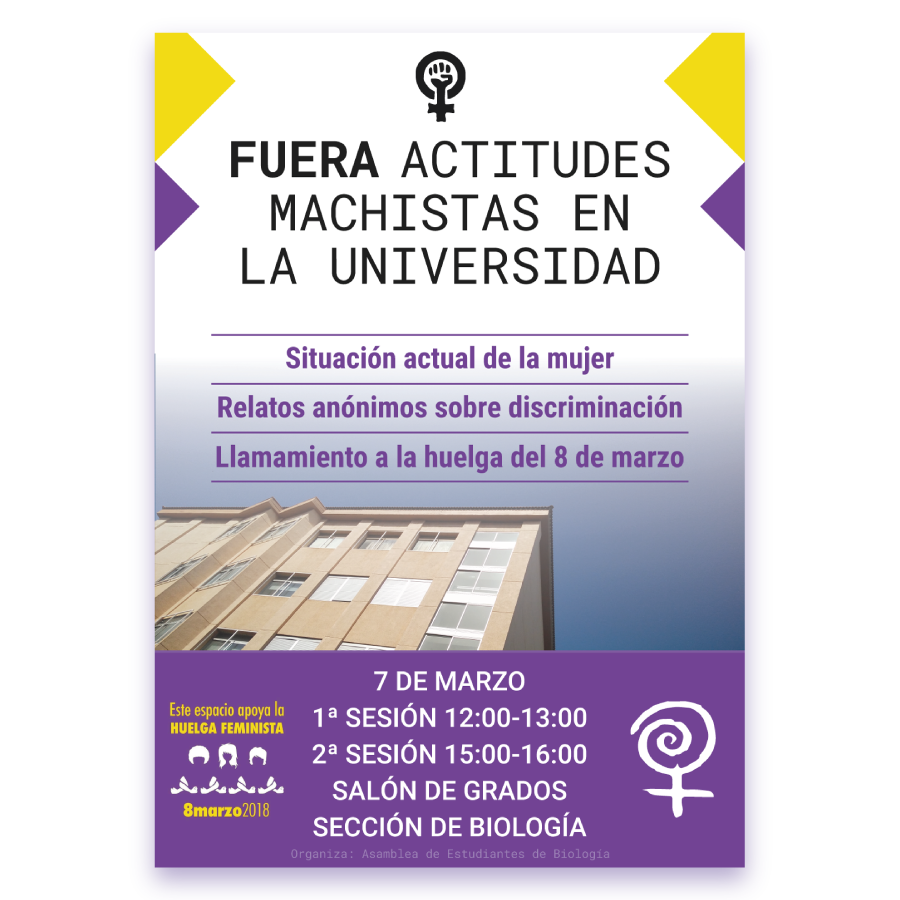 FUERA ACTITUDES
MACHISTAS EN
LA UNIVERSIDAD
Situación actual de la mujer
Relatos anónimos sobre discriminación
Llamamiento a la huelga del 8 de marzo
7 DE MARZO
1ª SESIÓN 12:00-13:00
2ª SESIÓN 15:00-16:00
SALÓN DE GRADOS
SECCIÓN DE BIOLOGÍA
Este espacio apoya la
HUELGA FEMINISTA
8marzo2018
Organiza: Asamblea de Estudiantes de Biología